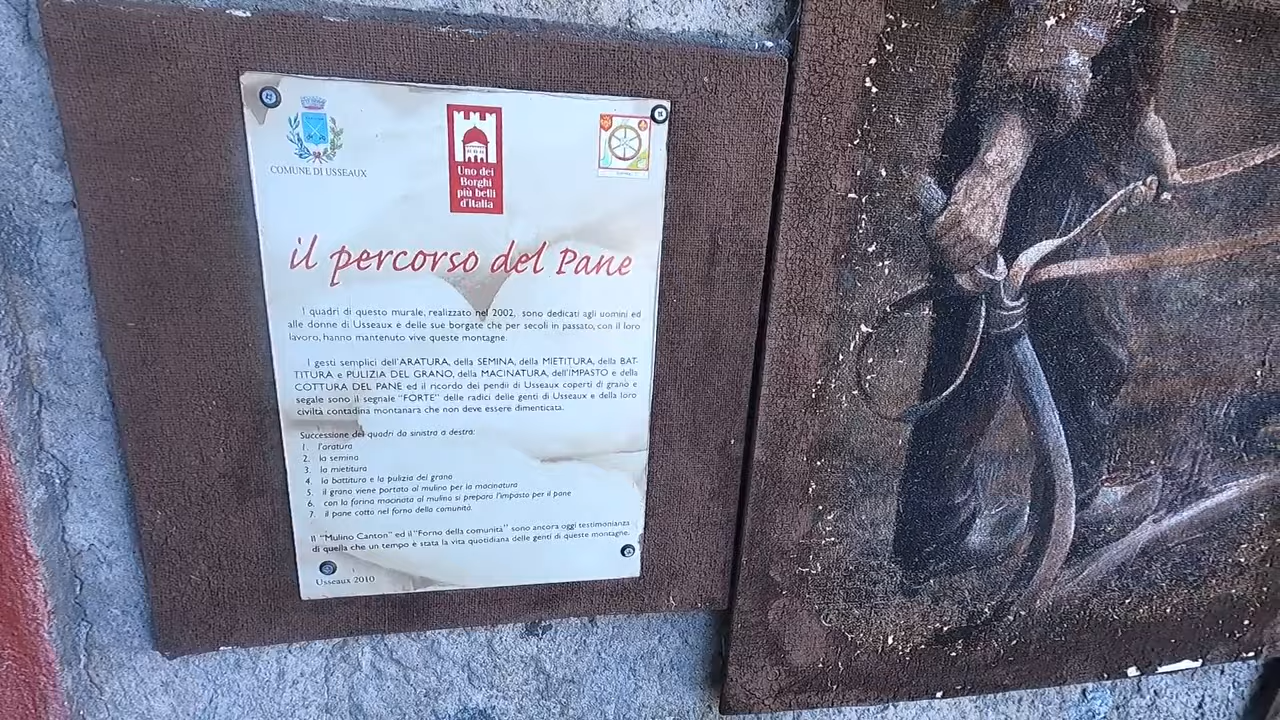 COMUNE DI USSEAUX
Uno dei
Borghi
più belli
d'Italia
il percorso del Pane
I quadri di questo murale, realizzato nel 2002, sono dedicati agli uomini ed
alle donne di Usseaux e delle sue borgate che per secoli in passato, con il loro
lavoro, hanno mantenuto vive queste montagne.
I gesti semplici dell'ARATURA, della SEMINA, della MIETITURA, della BAT-
TITURA e PULIZIA DEL GRANO, della MACINATURA, dell'IMPASTO e della
COTTURA DEL PANE ed il ricordo dei pendii di Usseaux coperti di grano e
segale sono il segnale "FORTE" delle radici delle genti di Usseaux e della loro
civiltà contadina montanara che non deve essere dimenticata.
Successione dei quadri da sinistra a destra:
1. l'aratura
2. la semina
3. la mietitura
4. la battitura e la pulizia del grano
5. il grano viene portato al mulino per la macinatura
6. con la farina macinata al mulino si prepara l'impasto per il pane
7. il pane cotto nel forno della comunità.
Il "Mulino Canton" ed il "Forno della comunità" sono ancora oggi testimonianza
di quella che un tempo è stata la vita quotidiana delle genti di queste montagne.
Usseaux 2010